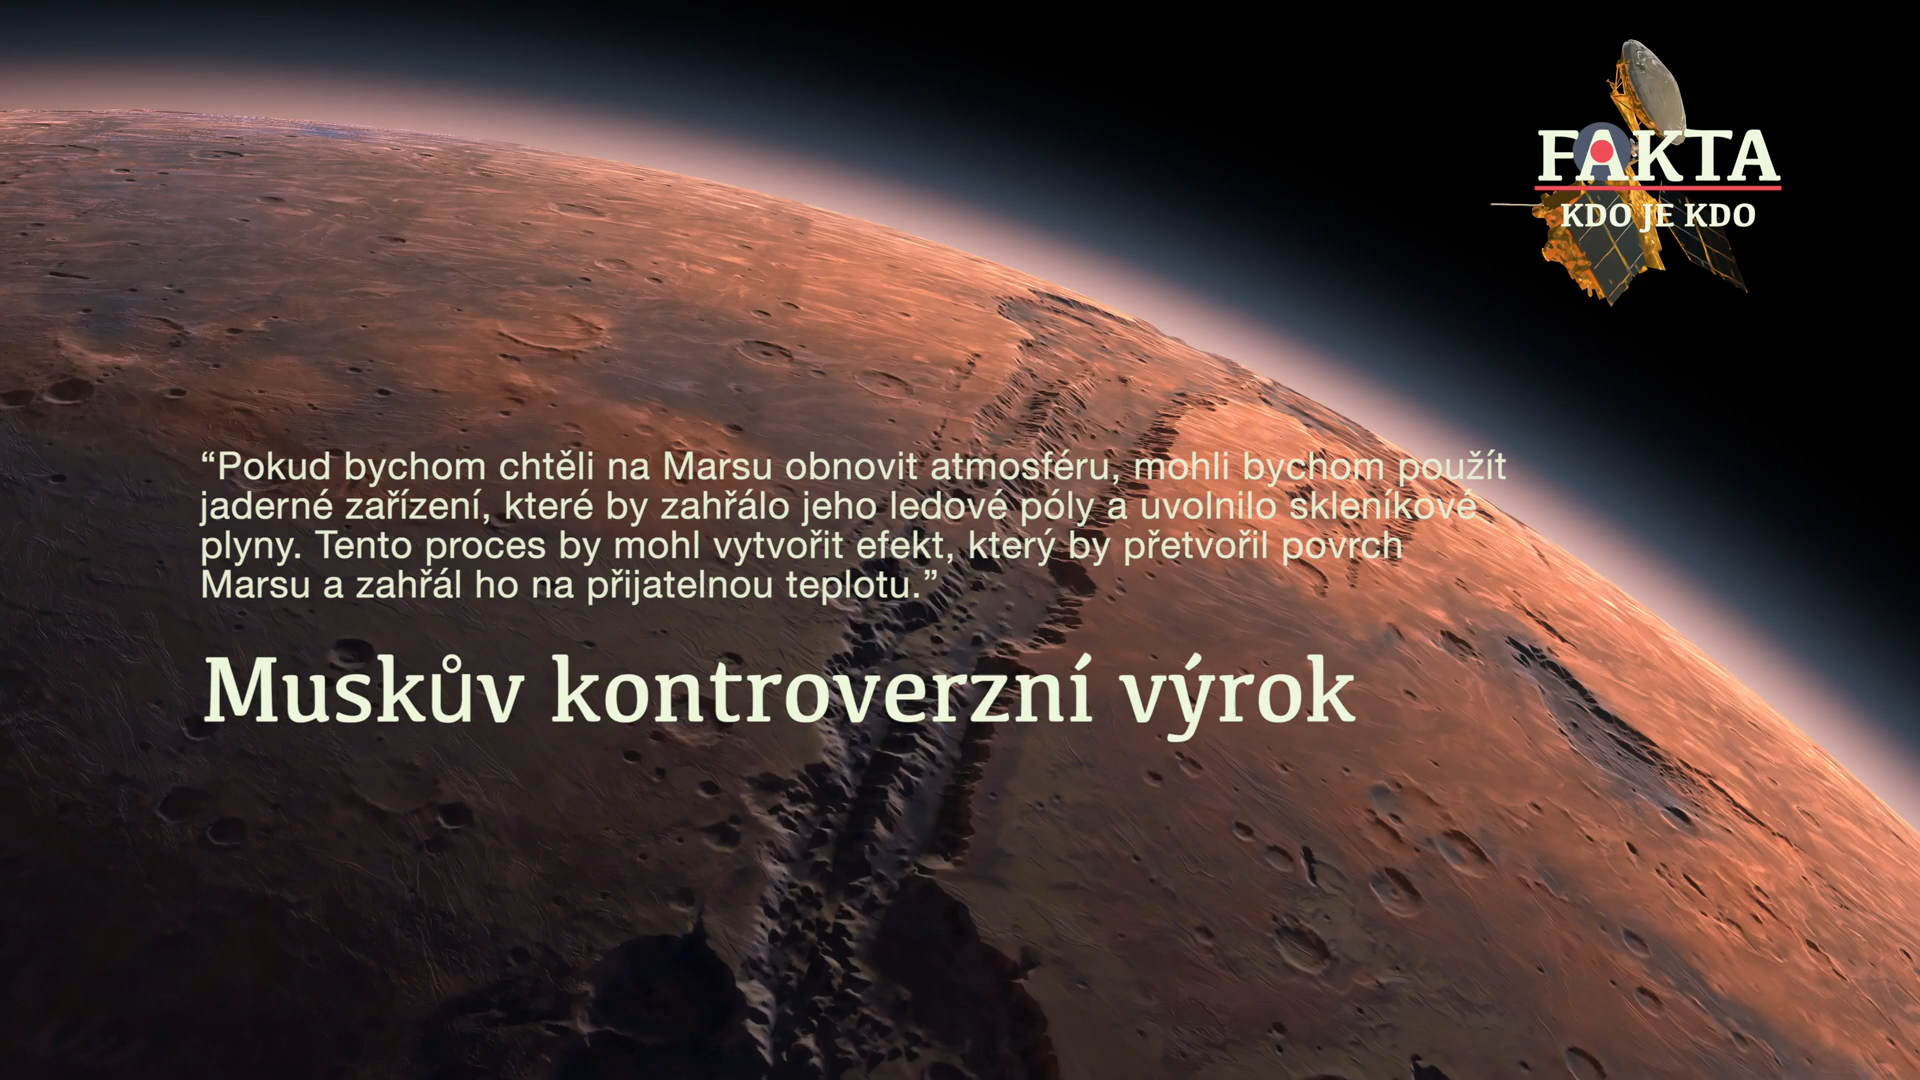 FAKTA
KDO JE KDO
“Pokud bychom chtěli na Marsu obnovit atmosféru, mohli bychom použít
jaderné zařízení, které by zahřálo jeho ledové póly a uvolnilo skleníkové
plyny. Tento proces by mohl vytvořit efekt, který by přetvořil povrch
Marsu a zahřál ho na přijatelnou teplotu.”
Muskův kontroverzní výrok